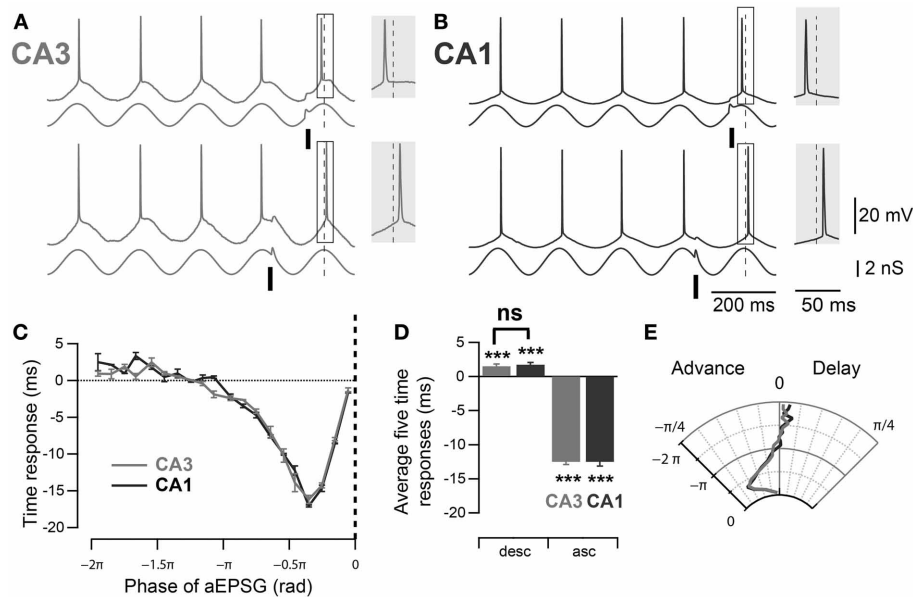 A
CA3
B
CA1
20 mV
2 nS
200 ms
50 ms
C
5
0
-5
-10
-15
-20
Time response (ms)
CA3
CA1
-2π
-1.5π
-π
-0.5π
0
Phase of aEPSG (rad)
D
ns
5
0
-5
-10
-15
-20
Average five time
responses (ms)
*** ***
*** ***
CA3 CA1
desc asc
E
Advance 0 Delay
-π/4 π/4
-2 π
-π
0